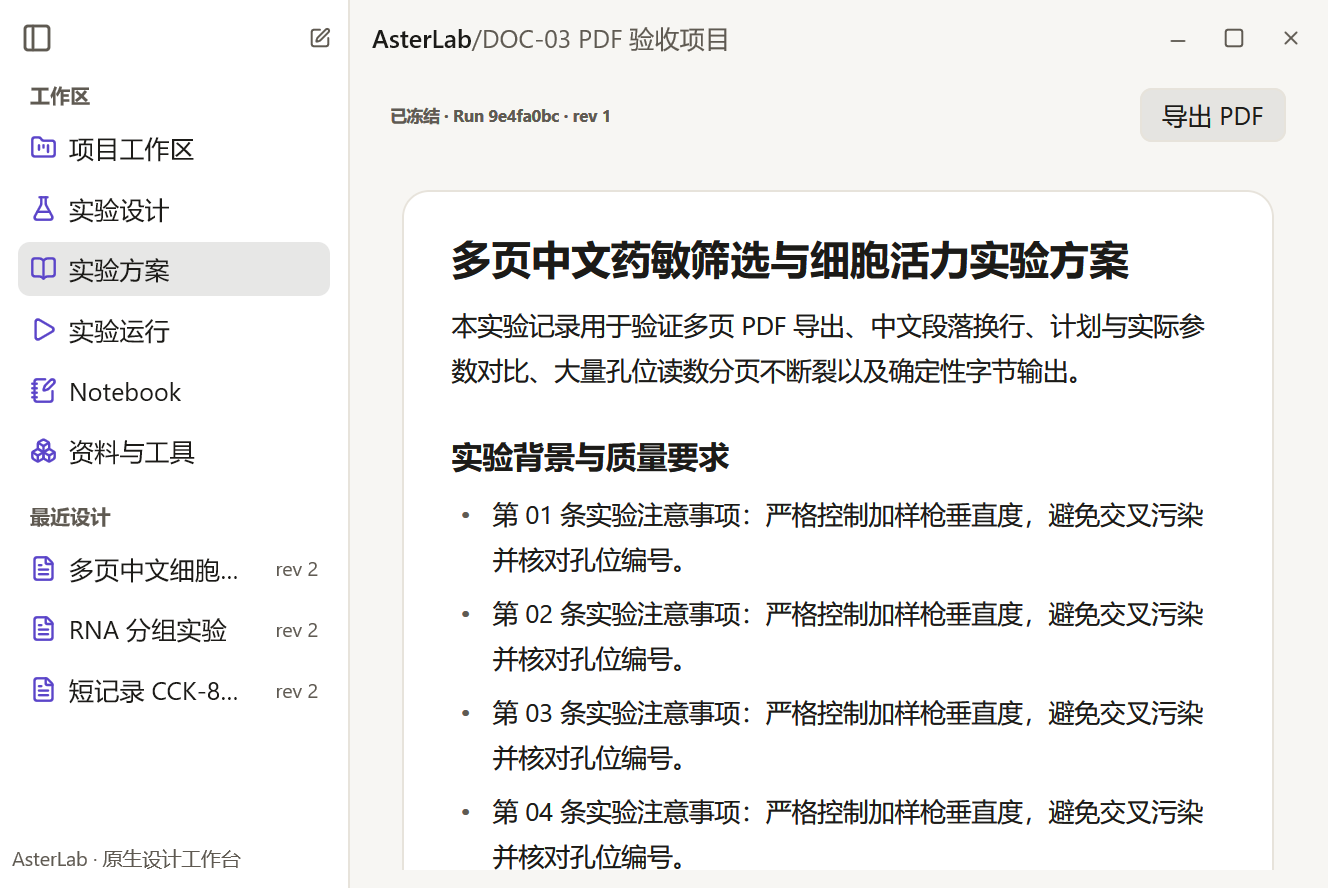 AsterLab/DOC-03 PDF 验收项目
工作区
项目工作区
实验设计
实验方案
实验运行
Notebook
资料与工具
最近设计
多页中文细胞... rev 2
RNA 分组实验 rev 2
短记录 CCK-8... rev 2
AsterLab · 原生设计工作台
已冻结 · Run 9e4fa0bc · rev 1
导出 PDF
多页中文药敏筛选与细胞活力实验方案
本实验记录用于验证多页 PDF 导出、中文段落换行、计划与实际参
数对比、大量孔位读数分页不断裂以及确定性字节输出。
实验背景与质量要求
• 第 01 条实验注意事项：严格控制加样枪垂直度，避免交叉污染
并核对孔位编号。
• 第 02 条实验注意事项：严格控制加样枪垂直度，避免交叉污染
并核对孔位编号。
• 第 03 条实验注意事项：严格控制加样枪垂直度，避免交叉污染
并核对孔位编号。
• 第 04 条实验注意事项：严格控制加样枪垂直度，避免交叉污染
并核对孔位编号。